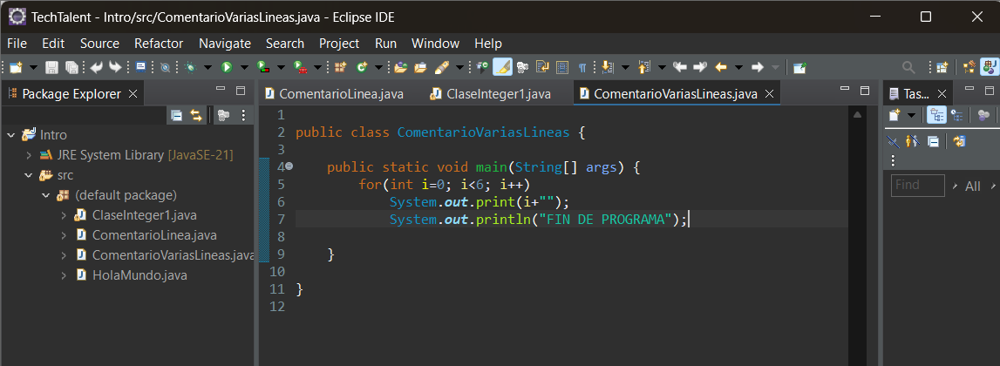 TechTalent - Intro/src/ComentarioVariasLineas.java - Eclipse IDE
File Edit Source Refactor Navigate Search Project Run Window Help
Package Explorer
Intro
JRE System Library [JavaSE-21]
src
(default package)
ClaseInteger1.java
ComentarioLinea.java
ComentarioVariasLineas.java
HolaMundo.java
ComentarioLinea.java ClaseInteger1.java ComentarioVariasLineas.java
1
2 public class ComentarioVariasLineas {
3
4 public static void main(String[] args) {
5 for(int i=0; i<6; i++)
6 System.out.print(i+"");
7 System.out.println("FIN DE PROGRAMA");
8
9 }
10
11 }
12
Tas...
Find All